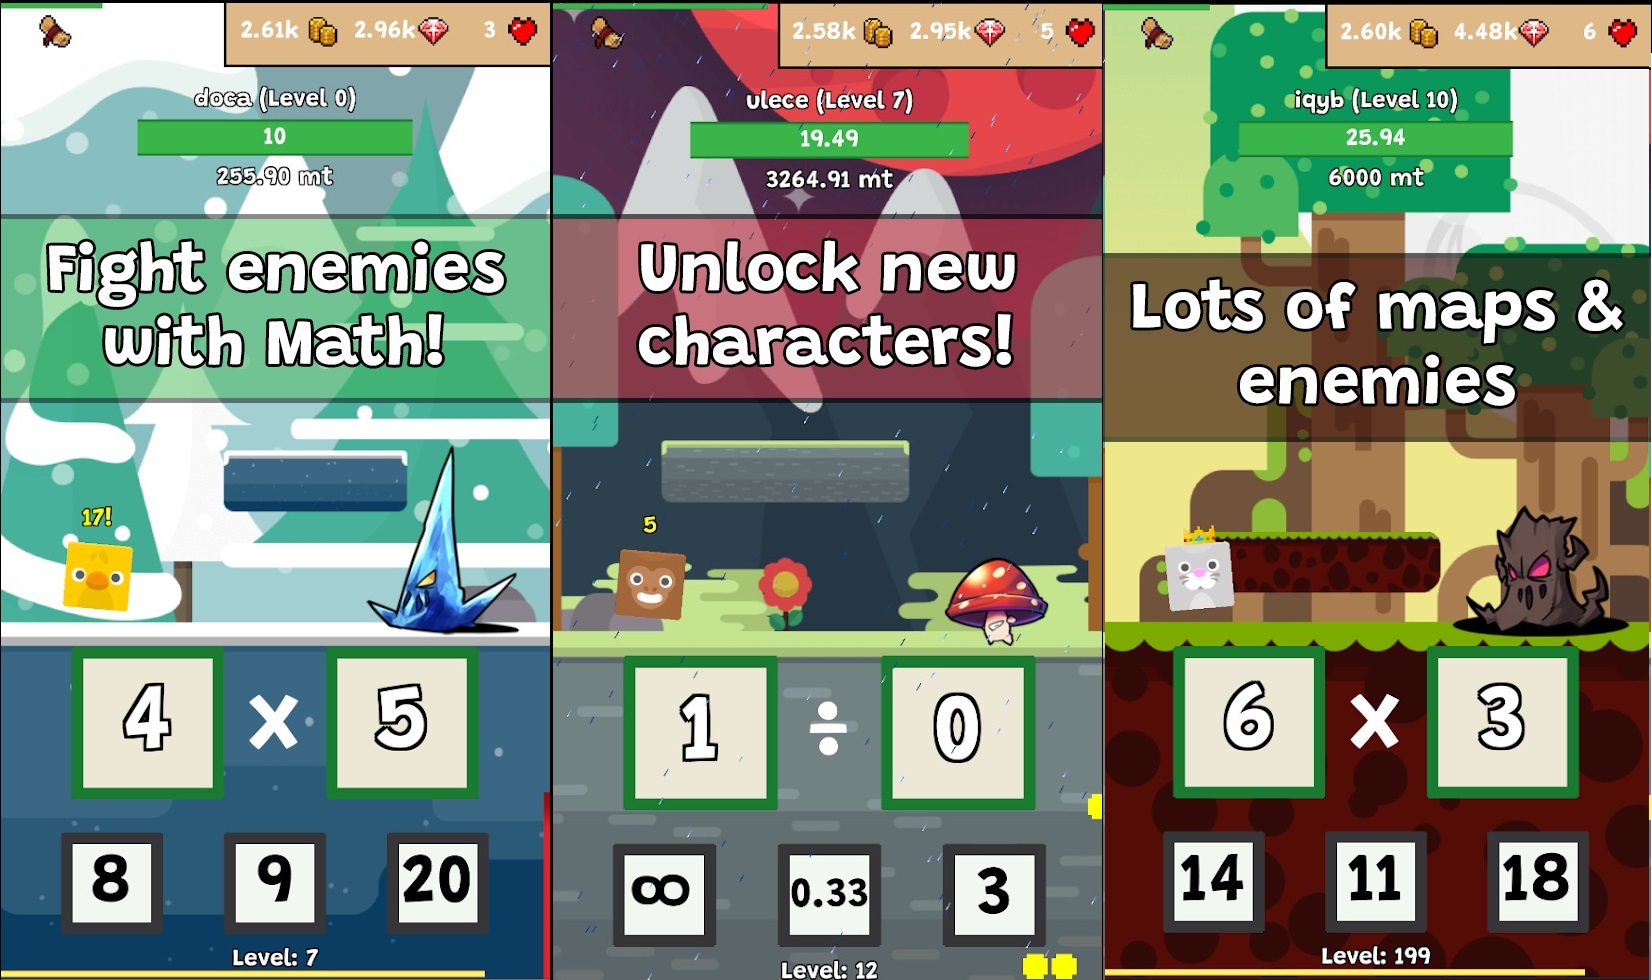 2.61k 2.96k 3
doca (Level 0)
10
255.90 mt
Fight enemies
with Math!
17!
4 x 5
8 9 20
Level: 7
2.58k 2.95k 5
ulece (Level 7)
19.49
3264.91 mt
Unlock new
characters!
5
1 ÷ 0
∞ 0.33 3
Level: 12
2.60k 4.48k 6
iqyb (Level 10)
25.94
6000 mt
Lots of maps &
enemies
6 x 3
14 11 18
Level: 199